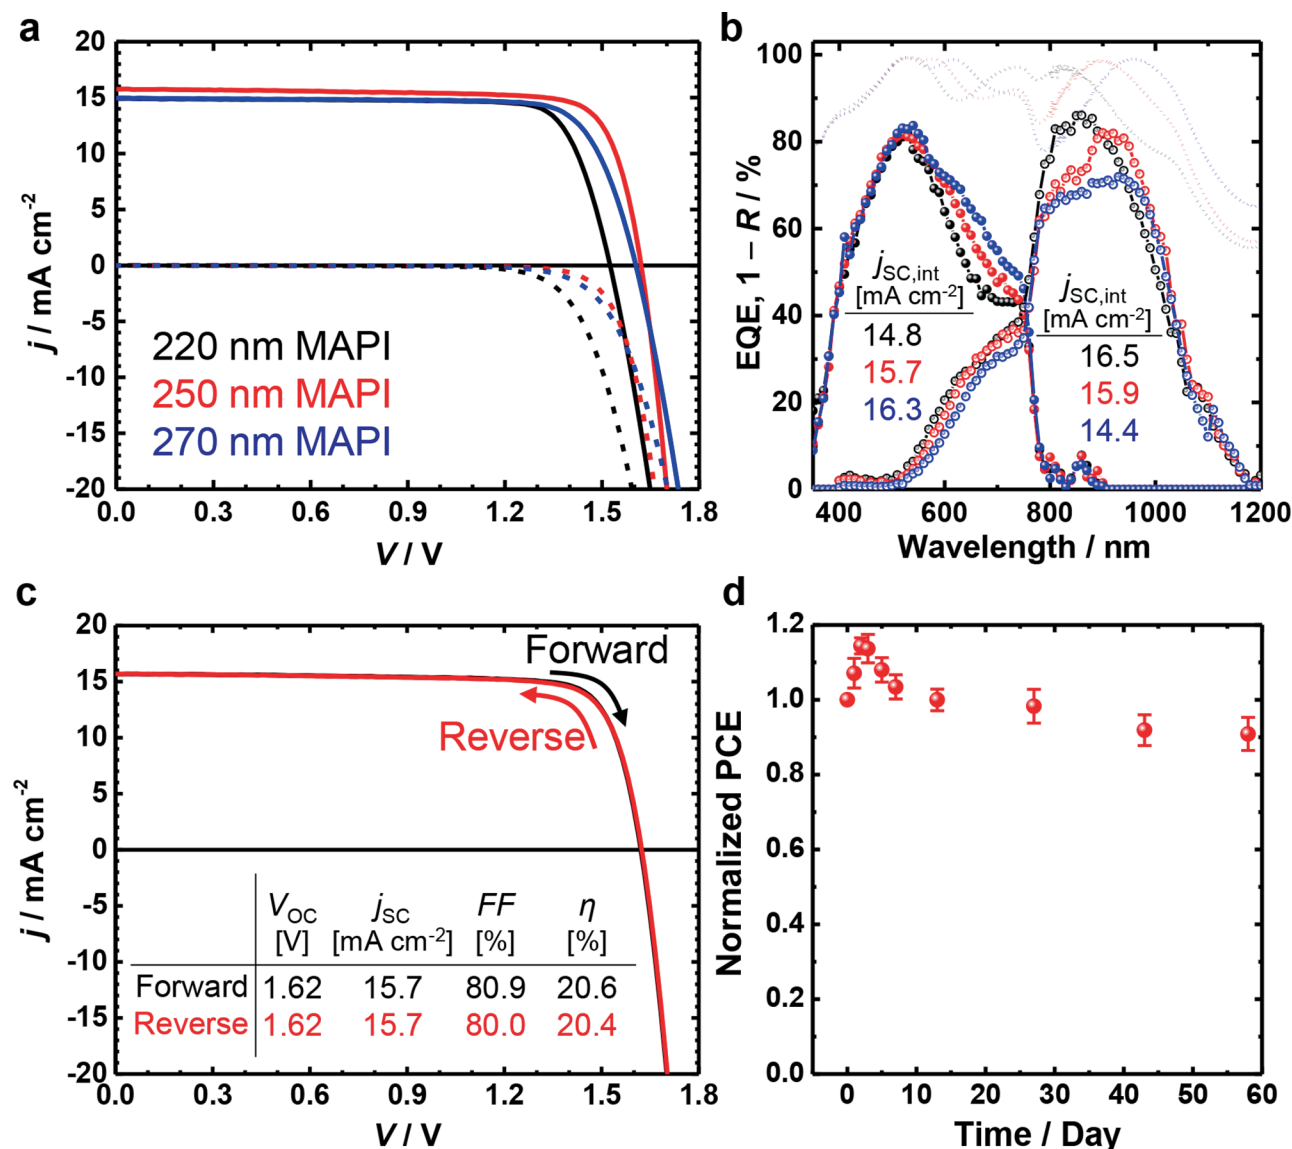 a
20
15
10
5
0
-5
-10
-15
-20
j / mA cm-2
220 nm MAPI
250 nm MAPI
270 nm MAPI
0.0 0.3 0.6 0.9 1.2 1.5 1.8
V / V
b
100
80
60
40
20
0
EQE, 1 – R / %
jSC,int
[mA cm-2]
14.8
15.7
16.3
jSC,int
[mA cm-2]
16.5
15.9
14.4
400 600 800 1000 1200
Wavelength / nm
c
20
15
10
5
0
-5
-10
-15
-20
j / mA cm-2
Forward
Reverse
VOC jSC FF η
[V] [mA cm-2] [%] [%]
Forward 1.62 15.7 80.9 20.6
Reverse 1.62 15.7 80.0 20.4
0.0 0.3 0.6 0.9 1.2 1.5 1.8
V / V
d
1.2
1.0
0.8
0.6
0.4
0.2
0.0
Normalized PCE
0 10 20 30 40 50 60
Time / Day